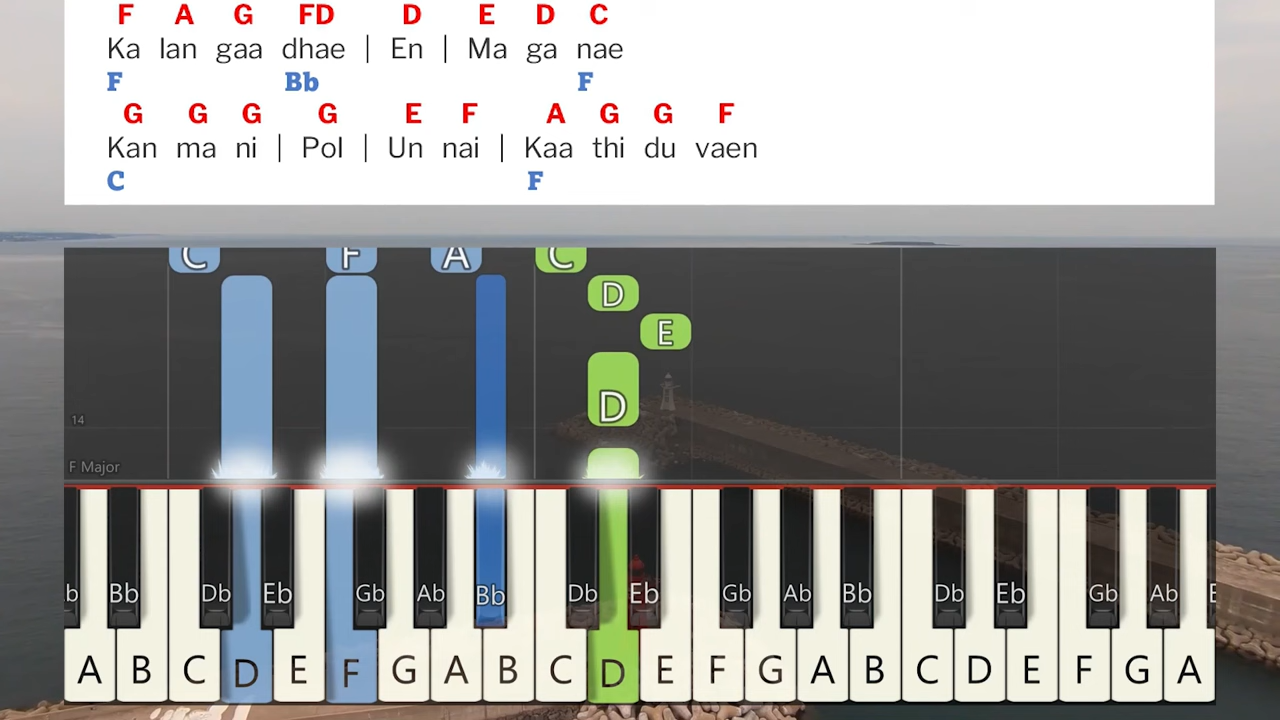 F A G FD D E D C
Ka lan gaa dhae | En | Ma ga nae
F Bb F
G G G G E F A G G F
Kan ma ni | Pol | Un nai | Kaa thi du vaen
C F
C F A C
D
E
D
14
F Major
b Bb Db Eb Gb Ab Bb Db Eb Gb Ab Bb Db Eb Gb Ab E
A B C D E F G A B C D E F G A B C D E F G A